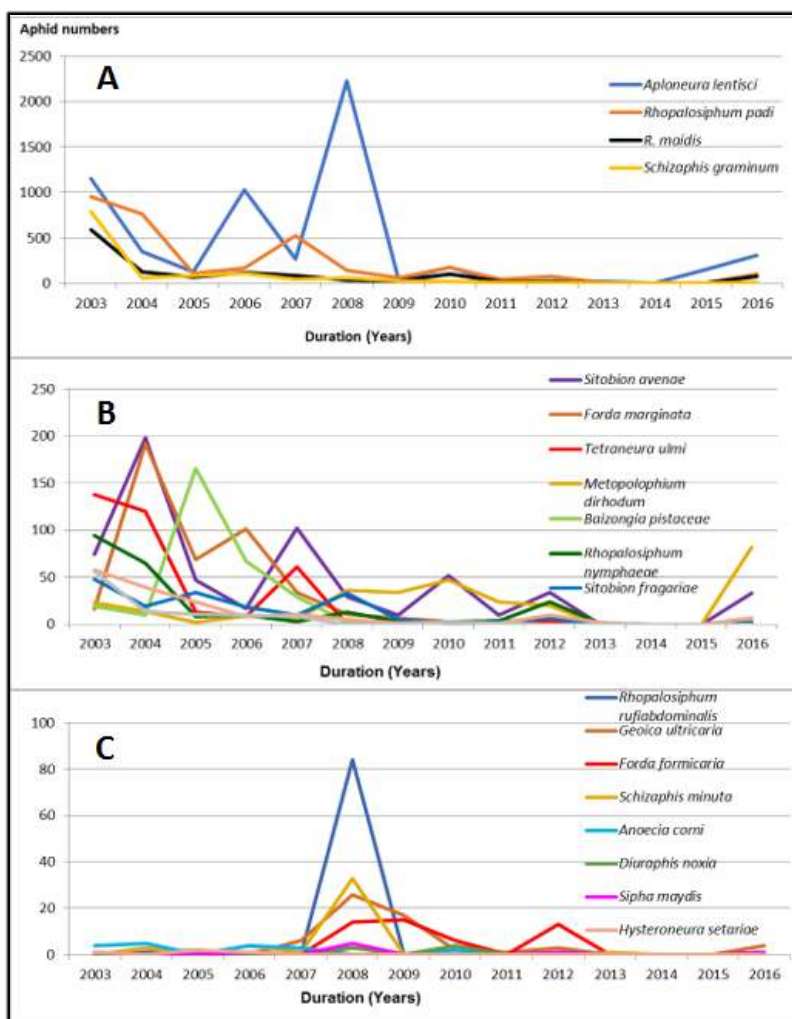 Aphid numbers
A
2500
2000
1500
1000
500
0
Aploneura lentisci
Rhopalosiphum padi
R. maidis
Schizaphis graminum
2003 2004 2005 2006 2007 2008 2009 2010 2011 2012 2013 2014 2015 2016
Duration (Years)
B
250
200
150
100
50
0
Sitobion avenae
Forda marginata
Tetraneura ulmi
Metopolophium
dirhodum
Baizongia pistaceae
Rhopalosiphum
nymphaeae
Sitobion fragariae
2003 2004 2005 2006 2007 2008 2009 2010 2011 2012 2013 2014 2015 2016
Duration (Years)
C
100
80
60
40
20
0
Rhopalosiphum
rufiabdominalis
Geoica ultricaria
Forda formicaria
Schizaphis minuta
Anoecia corni
Diuraphis noxia
Sipha maydis
Hysteroneura setariae
2003 2004 2005 2006 2007 2008 2009 2010 2011 2012 2013 2014 2015 2016
Duration (Years)